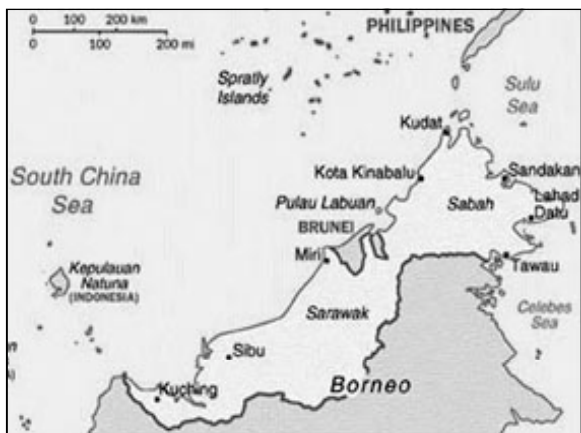 0 100 200 km
0 100 200 mi
PHILIPPINES
Spratly
Islands
Sulu
Sea
Kudat
South China
Sea
Kota Kinabalu
Sandakan
Lahad
Datu
Pulau Labuan
Sabah
BRUNEI
Miri
Tawau
Kepulauan
Natuna
(INDONESIA)
Sarawak
Celebes
Sea
Sibu
Borneo
Kuching